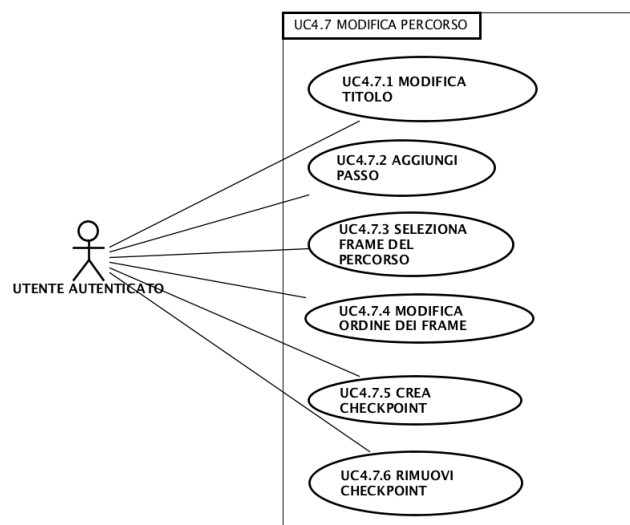 UC4.7 MODIFICA PERCORSO
UC4.7.1 MODIFICA
TITOLO
UC4.7.2 AGGIUNGI
PASSO
UC4.7.3 SELEZIONA
FRAME DEL
PERCORSO
UTENTE AUTENTICATO
UC4.7.4 MODIFICA
ORDINE DEI FRAME
UC4.7.5 CREA
CHECKPOINT
UC4.7.6 RIMUOVI
CHECKPOINT